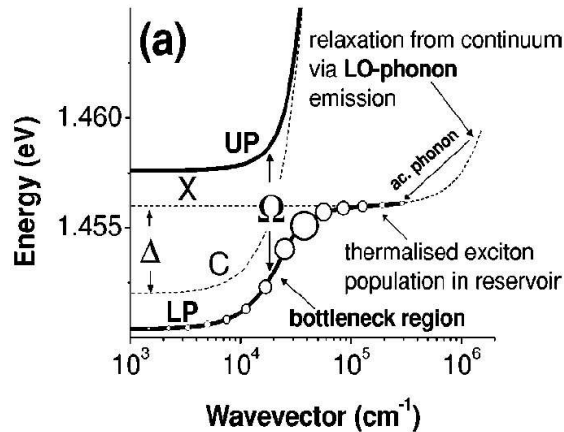 (a)
relaxation from continuum
via LO-phonon
emission
1.460
UP
ac. phonon
X
Ω
1.455
Δ
C
thermalised exciton
population in reservoir
LP
bottleneck region
10³ 10⁴ 10⁵ 10⁶
Energy (eV)
Wavevector (cm⁻¹)